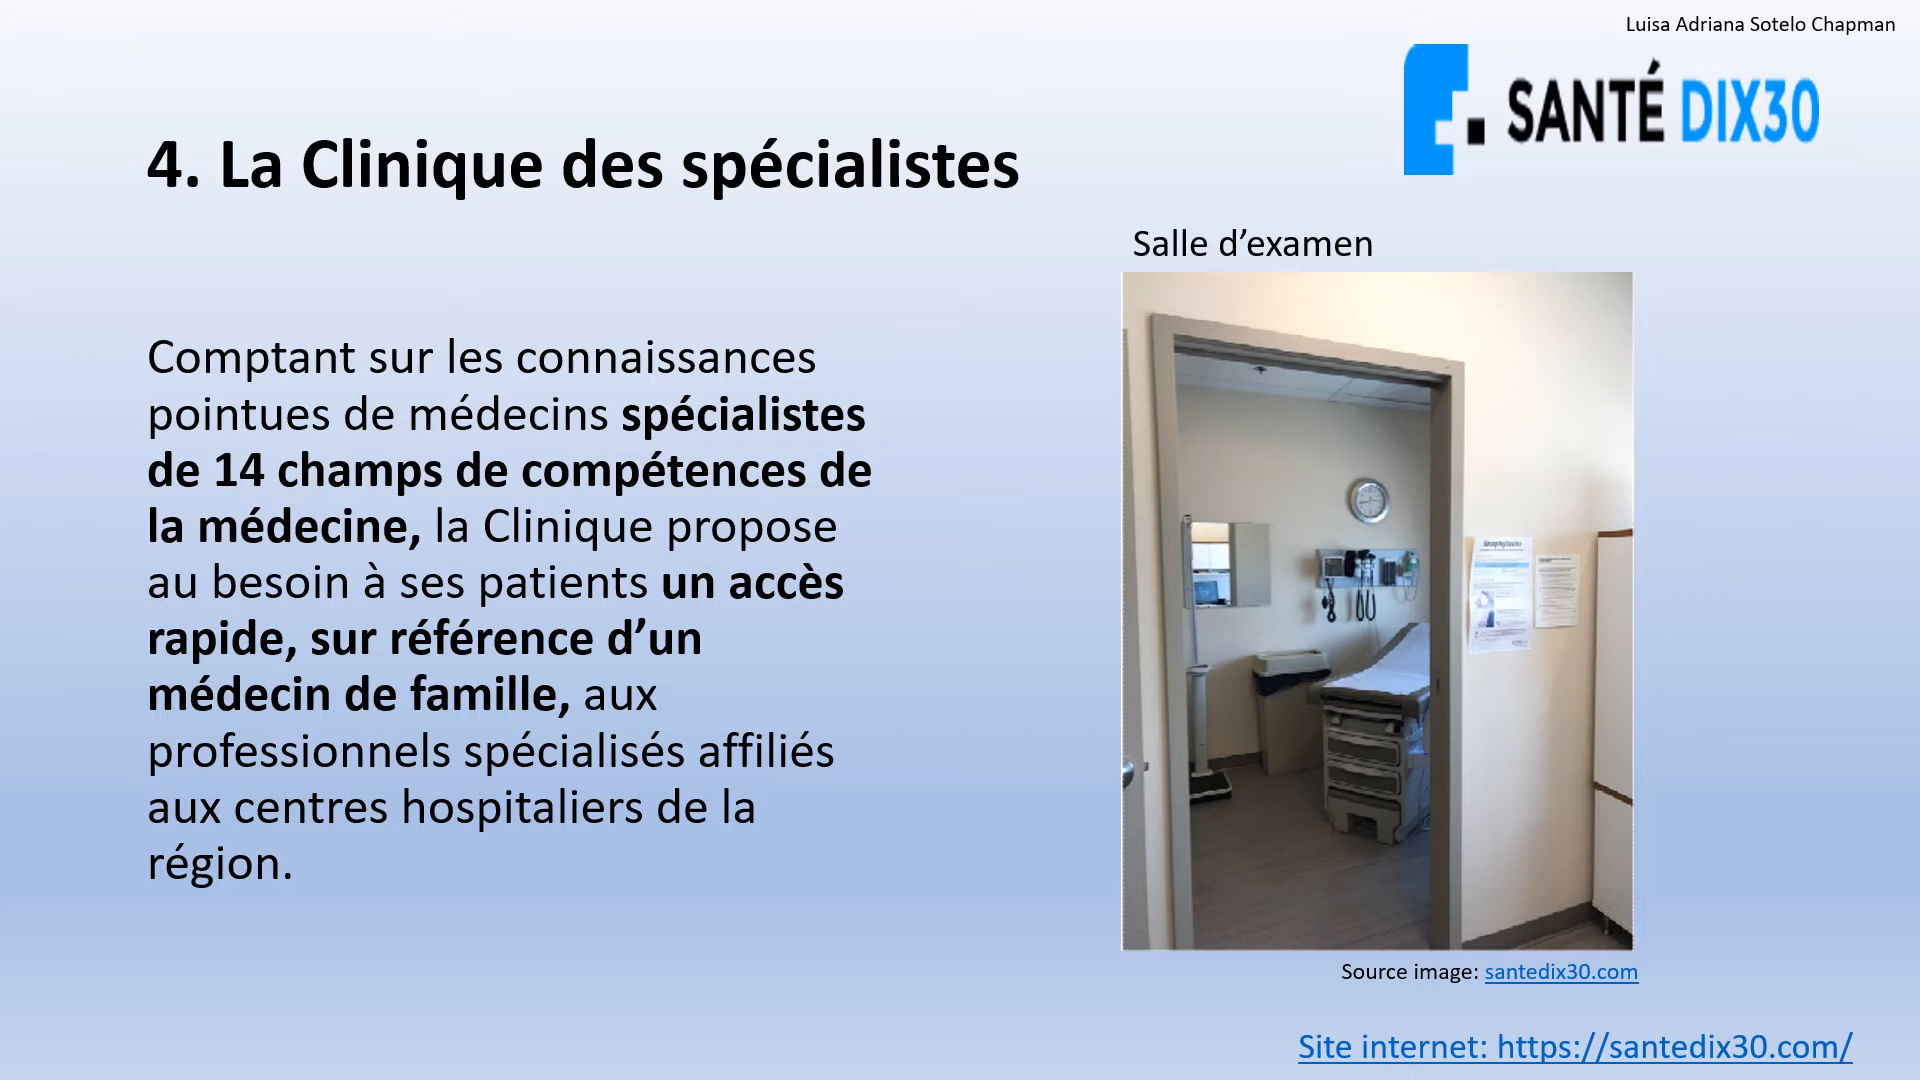 Luisa Adriana Sotelo Chapman
SANTÉ DIX30
4. La Clinique des spécialistes
Comptant sur les connaissances
pointues de médecins spécialistes
de 14 champs de compétences de
la médecine, la Clinique propose
au besoin à ses patients un accès
rapide, sur référence d’un
médecin de famille, aux
professionnels spécialisés affiliés
aux centres hospitaliers de la
région.
Salle d’examen
Source image: santedix30.com
Site internet: https://santedix30.com/